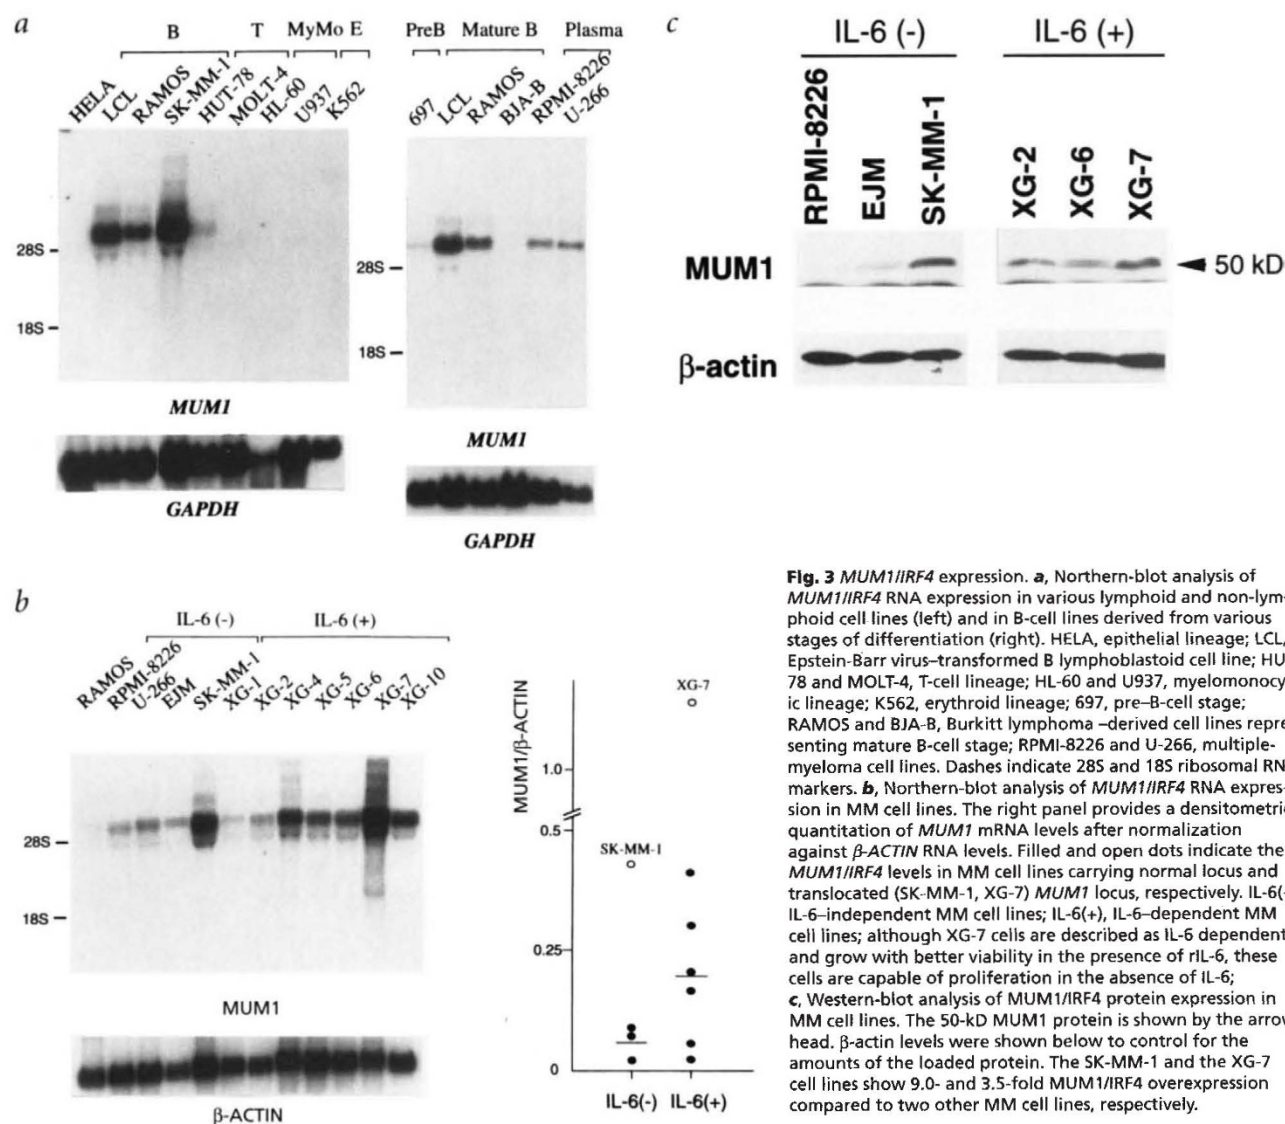 a
B
T
MyMo
E
HELA
LCL
RAMOS
SK-MM-1
HUT-78
MOLT-4
HL-60
U937
K562
28S
18S
MUM1
GAPDH
PreB
Mature B
Plasma
697
LCL
RAMOS
BJA-B
RPMI-8226
U-266
28S
18S
MUM1
GAPDH
c
IL-6 (-)
IL-6 (+)
RPMI-8226
EJM
SK-MM-1
XG-2
XG-6
XG-7
MUM1
50 kD
β-actin
b
IL-6 (-)
IL-6 (+)
RAMOS
RPMI-8226
U-266
EJM
SK-MM-1
XG-1
XG-2
XG-4
XG-5
XG-6
XG-7
XG-10
28S
18S
MUM1
β-ACTIN
MUM1/β-ACTIN
1.0
0.5
0.25
0
XG-7
SK-MM-1
IL-6(-) IL-6(+)
Fig. 3 MUM1/IRF4 expression. a, Northern-blot analysis of
MUM1/IRF4 RNA expression in various lymphoid and non-lym-
phoid cell lines (left) and in B-cell lines derived from various
stages of differentiation (right). HELA, epithelial lineage; LCL,
Epstein-Barr virus–transformed B lymphoblastoid cell line; HU
78 and MOLT-4, T-cell lineage; HL-60 and U937, myelomonocy
ic lineage; K562, erythroid lineage; 697, pre–B-cell stage;
RAMOS and BJA-B, Burkitt lymphoma –derived cell lines repre
senting mature B-cell stage; RPMI-8226 and U-266, multiple-
myeloma cell lines. Dashes indicate 28S and 18S ribosomal RN
markers. b, Northern-blot analysis of MUM1/IRF4 RNA expres-
sion in MM cell lines. The right panel provides a densitometri
quantitation of MUM1 mRNA levels after normalization
against β-ACTIN RNA levels. Filled and open dots indicate the
MUM1/IRF4 levels in MM cell lines carrying normal locus and
translocated (SK-MM-1, XG-7) MUM1 locus, respectively. IL-6(-
IL-6–independent MM cell lines; IL-6(+), IL-6–dependent MM
cell lines; although XG-7 cells are described as IL-6 dependent
and grow with better viability in the presence of rIL-6, these
cells are capable of proliferation in the absence of IL-6;
c, Western-blot analysis of MUM1/IRF4 protein expression in
MM cell lines. The 50-kD MUM1 protein is shown by the arrow
head. β-actin levels were shown below to control for the
amounts of the loaded protein. The SK-MM-1 and the XG-7
cell lines show 9.0- and 3.5-fold MUM1/IRF4 overexpression
compared to two other MM cell lines, respectively.